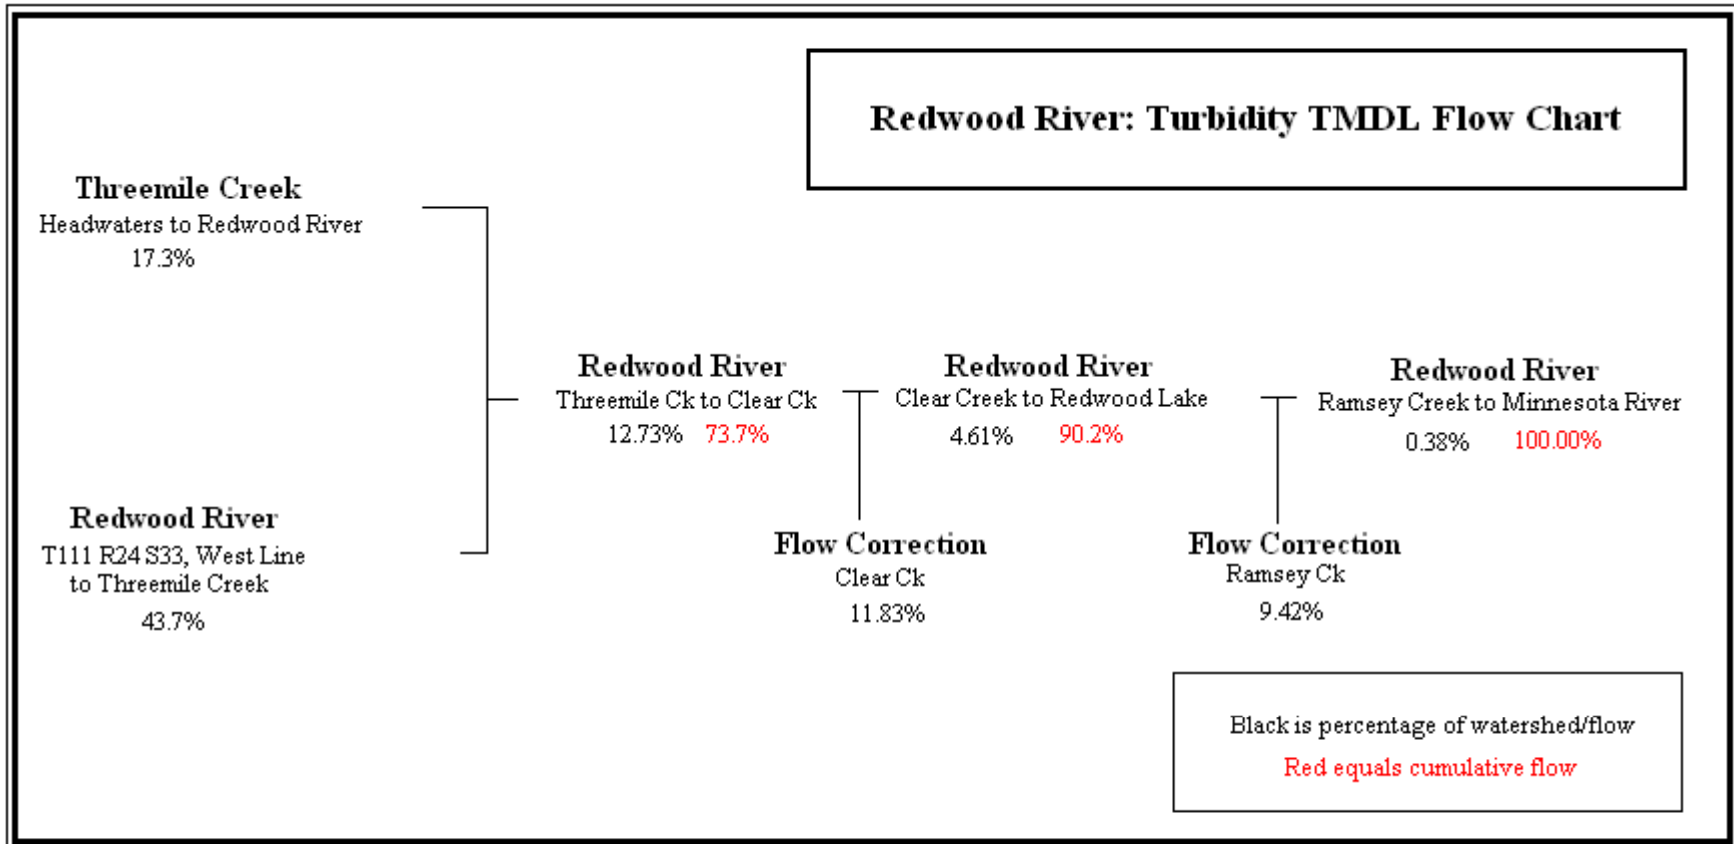 Redwood River: Turbidity TMDL Flow Chart
Threemile Creek
Headwaters to Redwood River
17.3%
Redwood River
T111 R24 S33, West Line
to Threemile Creek
43.7%
Redwood River
Threemile Ck to Clear Ck
12.73% 73.7%
Flow Correction
Clear Ck
11.83%
Redwood River
Clear Creek to Redwood Lake
4.61% 90.2%
Flow Correction
Ramsey Ck
9.42%
Redwood River
Ramsey Creek to Minnesota River
0.38% 100.00%
Black is percentage of watershed/flow
Red equals cumulative flow